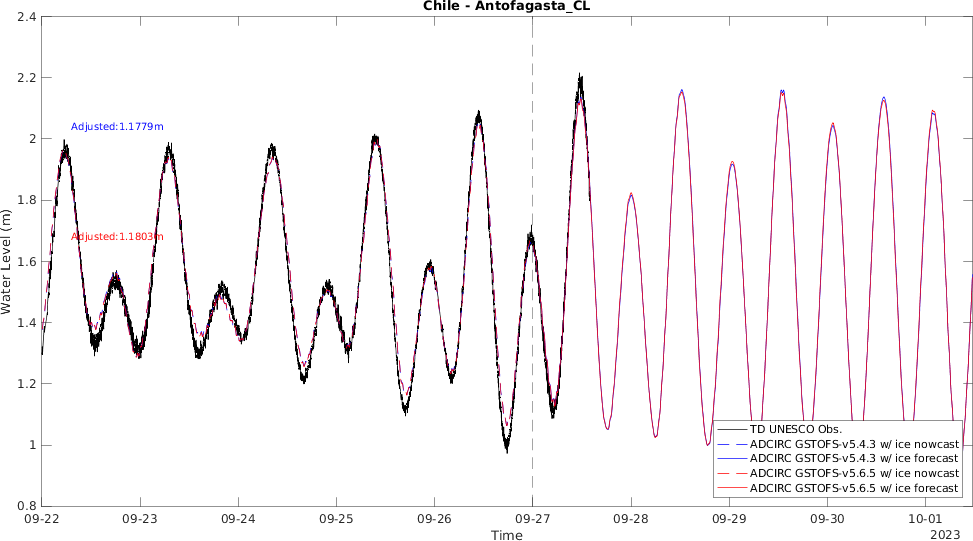 Chile - Antofagasta_CL
2.4
2.2
2
1.8
1.6
1.4
1.2
1
0.8
Water Level (m)
Adjusted:1.1779m
Adjusted:1.1803m
TD UNESCO Obs.
ADCIRC GSTOFS-v5.4.3 w/ ice nowcast
ADCIRC GSTOFS-v5.4.3 w/ ice forecast
ADCIRC GSTOFS-v5.6.5 w/ ice nowcast
ADCIRC GSTOFS-v5.6.5 w/ ice forecast
09-22 09-23 09-24 09-25 09-26 09-27 09-28 09-29 09-30 10-01
Time
2023